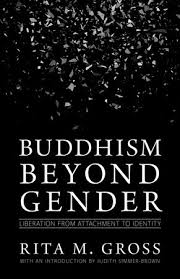 BUDDHISM
BEYOND
GENDER
LIBERATION FROM ATTACHMENT TO IDENTITY
RITA M. GROSS
WITH AN INTRODUCTION BY JUDITH SIMMER-BROWN